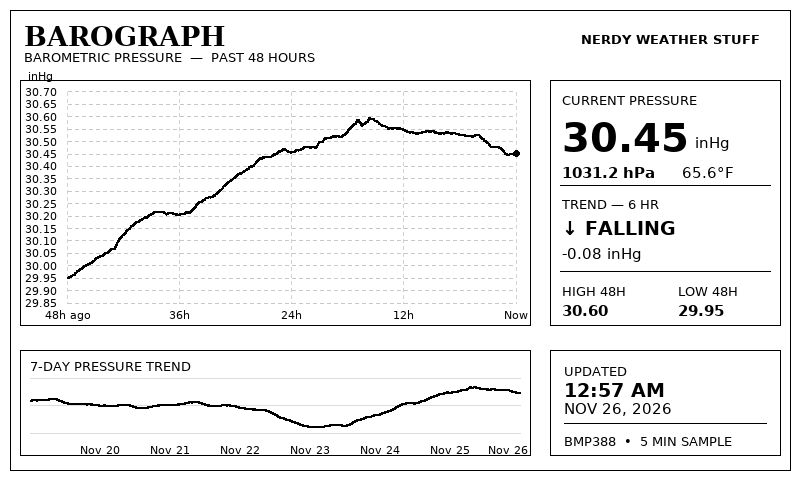 BAROGRAPH
BAROMETRIC PRESSURE — PAST 48 HOURS
NERDY WEATHER STUFF
inHg
30.70
30.65
30.60
30.55
30.50
30.45
30.40
30.35
30.30
30.25
30.20
30.15
30.10
30.05
30.00
29.95
29.90
29.85
48h ago 36h 24h 12h Now
CURRENT PRESSURE
30.45 inHg
1031.2 hPa 65.6°F
TREND — 6 HR
↓ FALLING
-0.08 inHg
HIGH 48H LOW 48H
30.60 29.95
7-DAY PRESSURE TREND
Nov 20 Nov 21 Nov 22 Nov 23 Nov 24 Nov 25 Nov 26
UPDATED
12:57 AM
NOV 26, 2026
BMP388 • 5 MIN SAMPLE